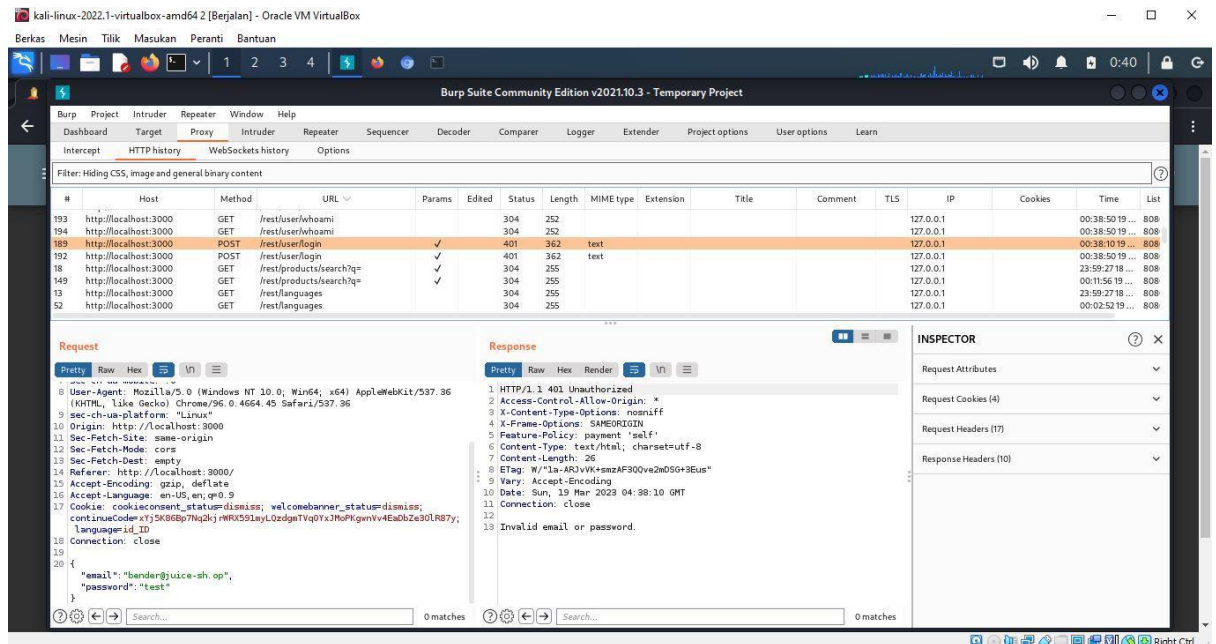 kali-linux-2022.1-virtualbox-amd64 2 [Berjalan] - Oracle VM VirtualBox
Berkas Mesin Tilik Masukan Peranti Bantuan
1 2 3 4 0:40
Burp Suite Community Edition v2021.10.3 - Temporary Project
Burp Project Intruder Repeater Window Help
Dashboard Target Proxy Intruder Repeater Sequencer Decoder Comparer Logger Extender Project options User options Learn
Intercept HTTP history WebSockets history Options
Filter: Hiding CSS, image and general binary content
# Host Method URL Params Edited Status Length MIME type Extension Title Comment TLS IP Cookies Time List
193 http://localhost:3000 GET /rest/user/whoami 304 252 127.0.0.1 00:38:50 19 ... 808
194 http://localhost:3000 GET /rest/user/whoami 304 252 127.0.0.1 00:38:50 19 ... 808
189 http://localhost:3000 POST /rest/user/login ✓ 401 362 text 127.0.0.1 00:38:10 19 ... 808
192 http://localhost:3000 POST /rest/user/login ✓ 401 362 text 127.0.0.1 00:38:50 19 ... 808
18 http://localhost:3000 GET /rest/products/search?q= ✓ 304 255 127.0.0.1 23:59:27 18 ... 808
149 http://localhost:3000 GET /rest/products/search?q= ✓ 304 255 127.0.0.1 00:11:56 19 ... 808
13 http://localhost:3000 GET /rest/languages 304 255 127.0.0.1 23:59:27 18 ... 808
52 http://localhost:3000 GET /rest/languages 304 255 127.0.0.1 00:02:52 19 ... 808
Request
Pretty Raw Hex \n
8 User-Agent: Mozilla/5.0 (Windows NT 10.0; Win64; x64) AppleWebKit/537.36
(KHTML, like Gecko) Chrome/96.0.4664.45 Safari/537.36
9 sec-ch-ua-platform: "Linux"
10 Origin: http://localhost:3000
11 Sec-Fetch-Site: same-origin
12 Sec-Fetch-Mode: cors
13 Sec-Fetch-Dest: empty
14 Referer: http://localhost:3000/
15 Accept-Encoding: gzip, deflate
16 Accept-Language: en-US,en;q=0.9
17 Cookie: cookieconsent_status=dismiss; welcomebanner_status=dismiss;
continueCode=xYj5K86Bp7Nq2kjrWRX591myLQzdgmTVq0YxJMoPKgwnVv4EaDbZe3OlR87y;
language=id_ID
18 Connection: close
19
20 {
"email":"bender@juice-sh.op",
"password":"test"
}
Search... 0 matches
Response
Pretty Raw Hex Render \n
1 HTTP/1.1 401 Unauthorized
2 Access-Control-Allow-Origin: *
3 X-Content-Type-Options: nosniff
4 X-Frame-Options: SAMEORIGIN
5 Feature-Policy: payment 'self'
6 Content-Type: text/html; charset=utf-8
7 Content-Length: 26
8 ETag: W/"1a-ARJvVK+smzAF3QQve2mDSG+3Eus"
9 Vary: Accept-Encoding
10 Date: Sun, 19 Mar 2023 04:38:10 GMT
11 Connection: close
12
13 Invalid email or password.
Search... 0 matches
INSPECTOR
Request Attributes
Request Cookies (4)
Request Headers (17)
Response Headers (10)
Right Ctrl